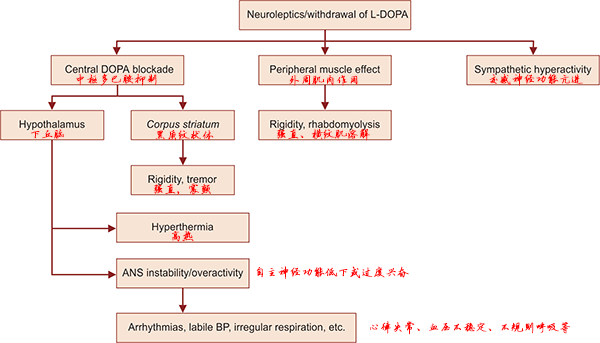 Neuroleptics/withdrawal of L-DOPA
Central DOPA blockade
中枢多巴胺抑制
Peripheral muscle effect
外周肌肉作用
Sympathetic hyperactivity
交感神经功能亢进
Hypothalamus
下丘脑
Corpus striatum
黑质纹状体
Rigidity, rhabdomyolysis
强直、横纹肌溶解
Rigidity, tremor
强直、震颤
Hyperthermia
高热
ANS instability/overactivity 自主神经功能低下或过度兴奋
Arrhythmias, labile BP, irregular respiration, etc. 心律失常、血压不稳定、不规则呼吸等